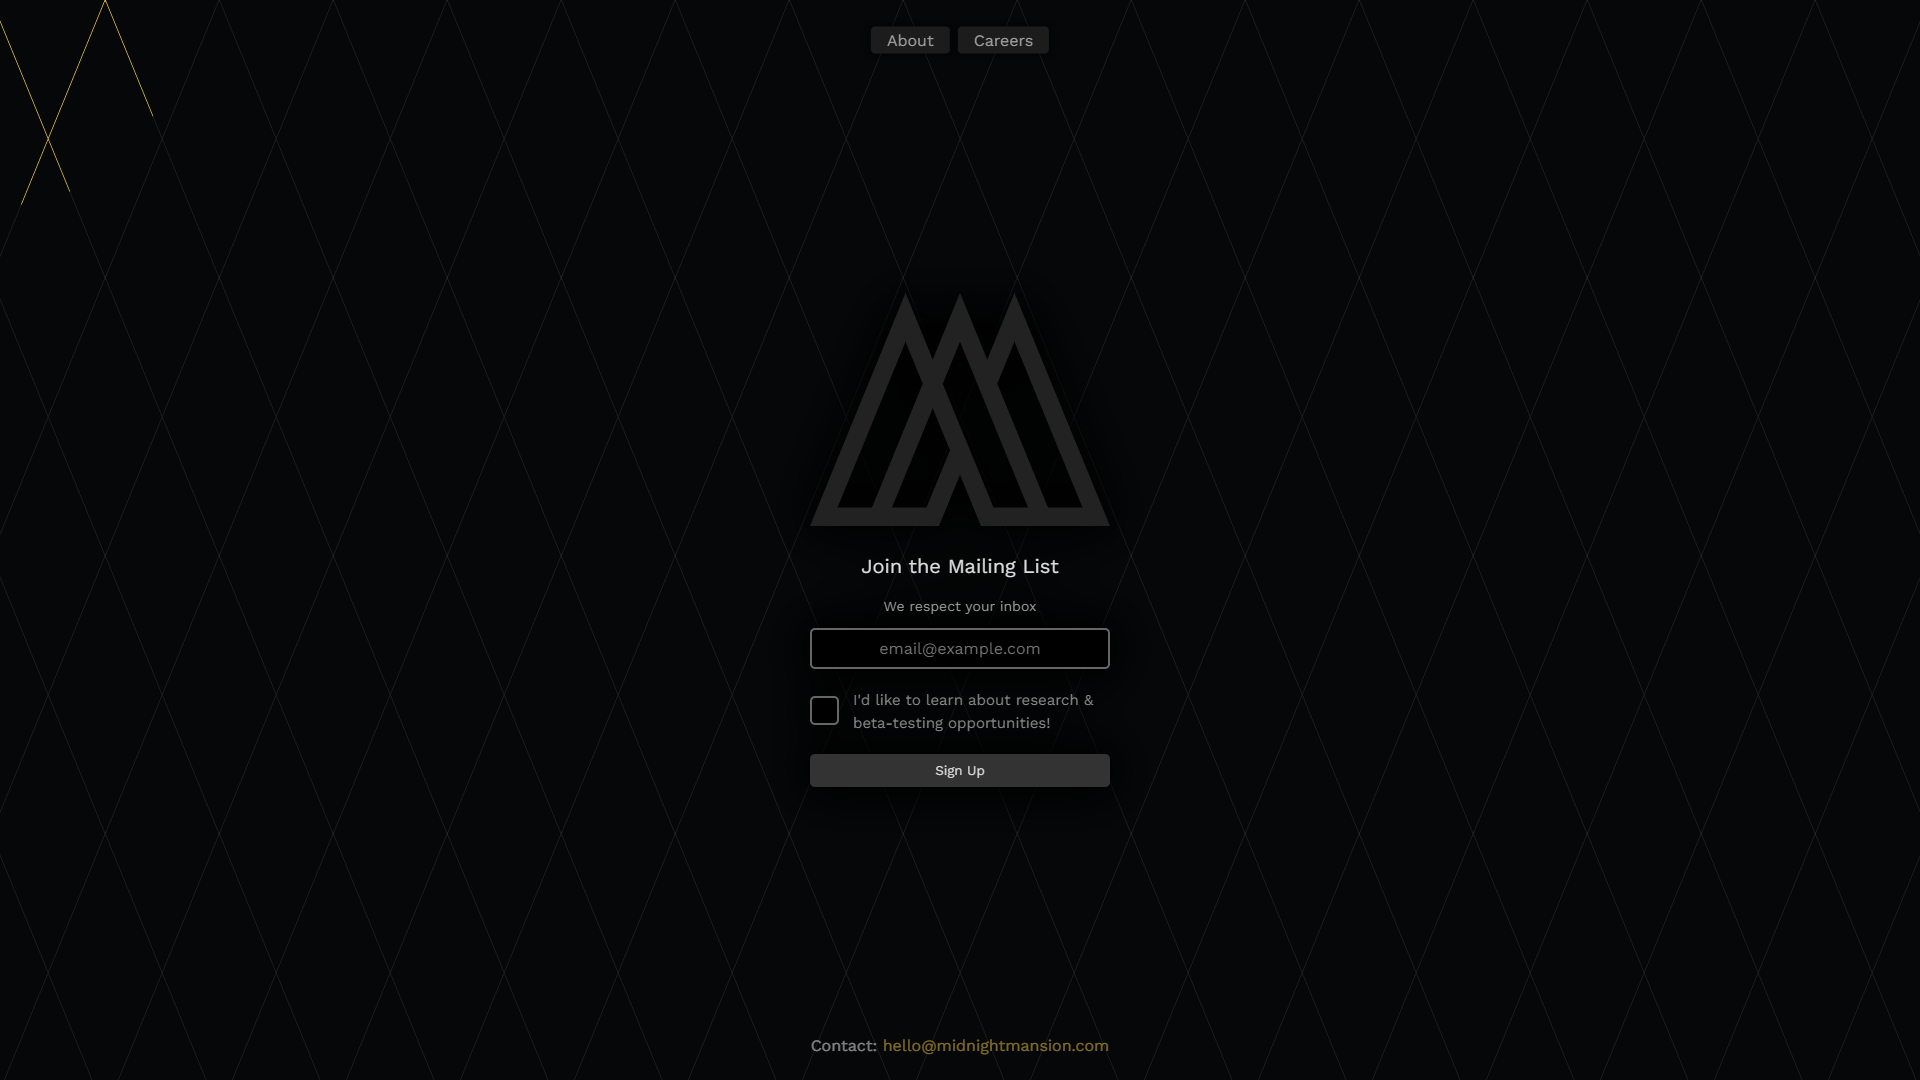 About
Careers
Join the Mailing List
We respect your inbox
email@example.com
I'd like to learn about research &
beta-testing opportunities!
Sign Up
Contact: hello@midnightmansion.com